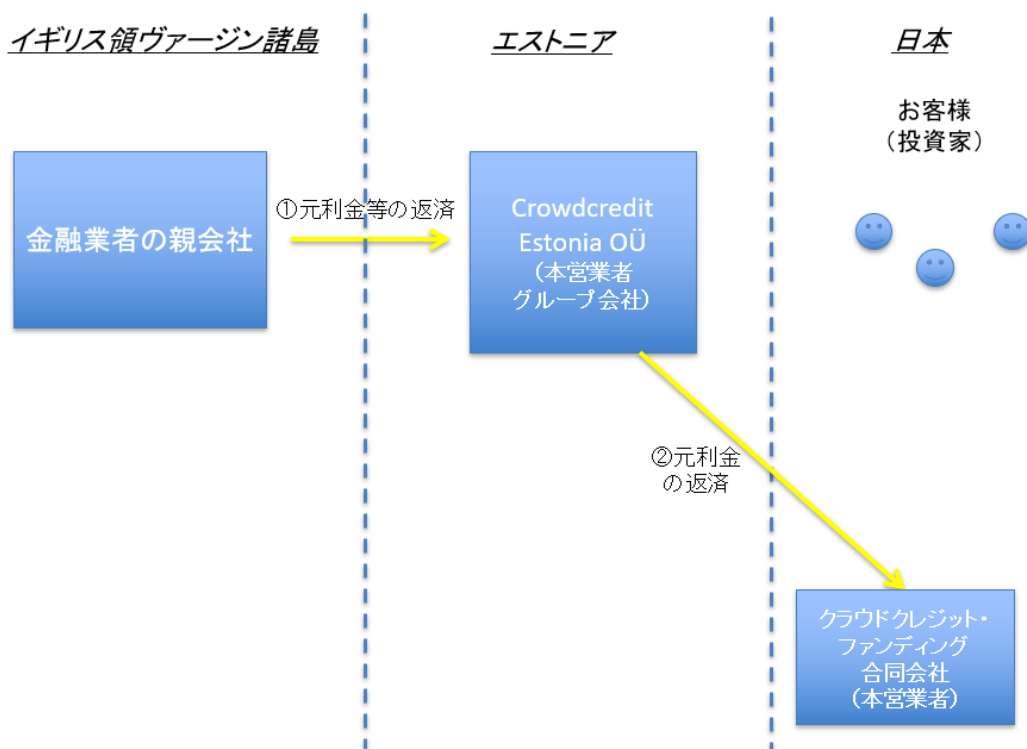 イギリス領ヴァージン諸島
エストニア
日本
お客様
（投資家）
金融業者の親会社
①元利金等の返済
Crowdcredit
Estonia OÜ
（本営業者
グループ会社）
②元利金
の返済
クラウドクレジット・
ファンディング
合同会社
（本営業者）